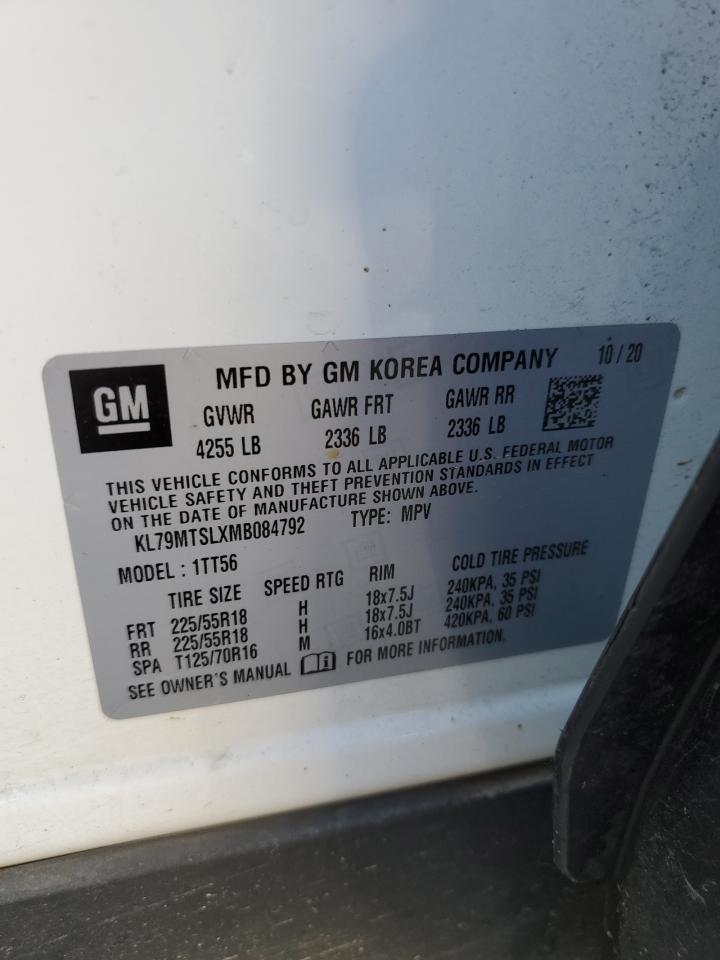 GM
MFD BY GM KOREA COMPANY 10 / 20
GVWR GAWR FRT GAWR RR
4255 LB 2336 LB 2336 LB
THIS VEHICLE CONFORMS TO ALL APPLICABLE U.S. FEDERAL MOTOR
VEHICLE SAFETY AND THEFT PREVENTION STANDARDS IN EFFECT
ON THE DATE OF MANUFACTURE SHOWN ABOVE.
KL79MTSLXMB084792 TYPE: MPV
MODEL : 1TT56
TIRE SIZE SPEED RTG RIM COLD TIRE PRESSURE
FRT 225/55R18 H 18x7.5J 240KPA, 35 PSI
RR 225/55R18 H 18x7.5J 240KPA, 35 PSI
SPA T125/70R16 M 16x4.0BT 420KPA, 60 PSI
SEE OWNER'S MANUAL i FOR MORE INFORMATION.